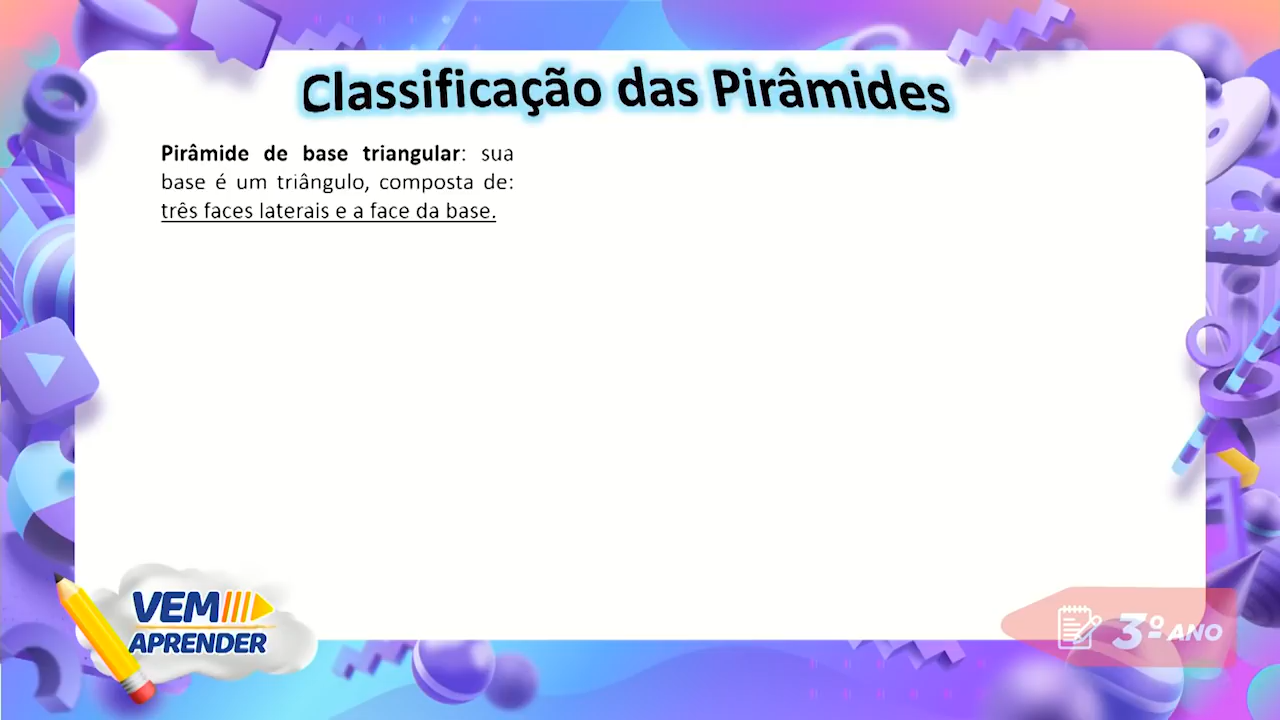 Classificação das Pirâmides
Pirâmide de base triangular: sua
base é um triângulo, composta de:
três faces laterais e a face da base.
VEM
APRENDER
3º ANO